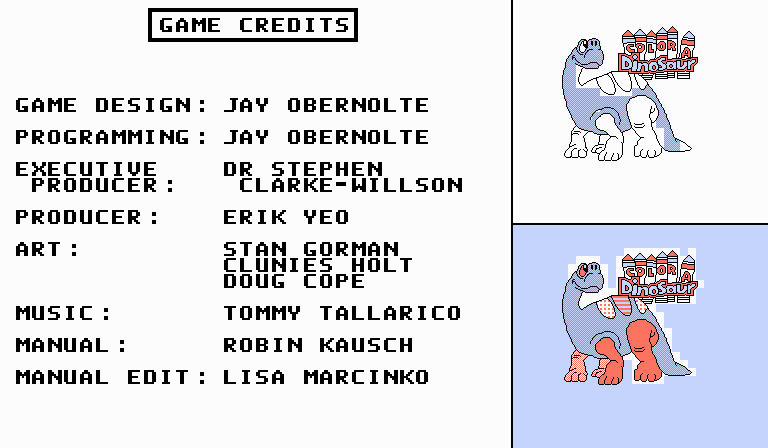 GAME CREDITS
GAME DESIGN: JAY OBERNOLTE
PROGRAMMING: JAY OBERNOLTE
EXECUTIVE DR STEPHEN
PRODUCER: CLARKE-WILLSON
PRODUCER: ERIK YEO
ART: STAN GORMAN
CLUNIES HOLT
DOUG COPE
MUSIC: TOMMY TALLARICO
MANUAL: ROBIN KAUSCH
MANUAL EDIT: LISA MARCINKO
COLOR A
Dinosaur
COLOR A
Dinosaur